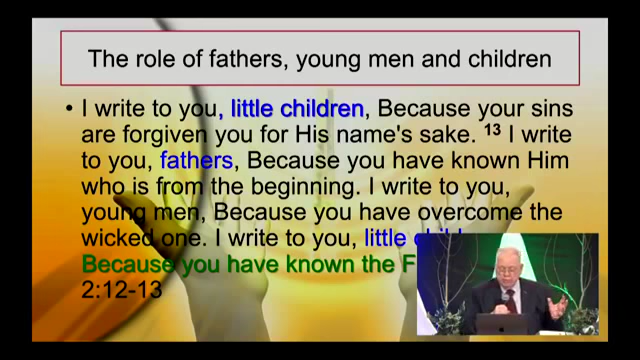 The role of fathers, young men and children
• I write to you, little children, Because your sins
are forgiven you for His name's sake. 13 I write
to you, fathers, Because you have known Him
who is from the beginning. I write to you,
young men, Because you have overcome the
wicked one. I write to you, little
Because you have known the
2:12-13